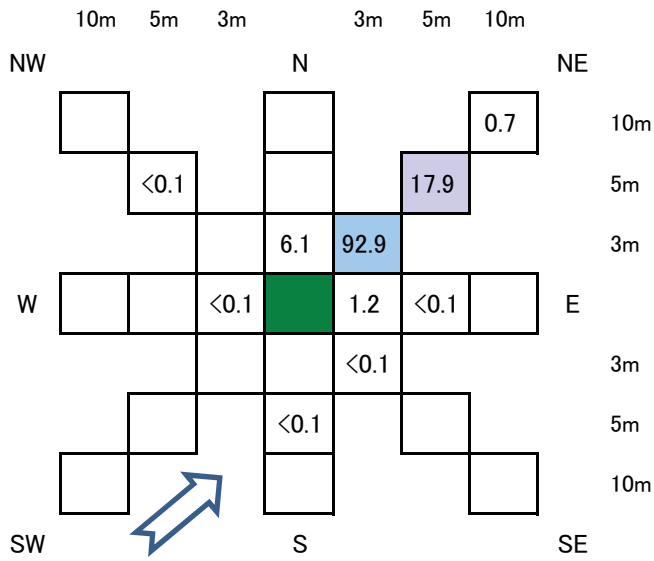 10m 5m 3m 3m 5m 10m
NW N NE
0.7 10m
<0.1 17.9 5m
6.1 92.9 3m
W <0.1 1.2 <0.1 E
<0.1 3m
<0.1 5m
10m
SW S SE